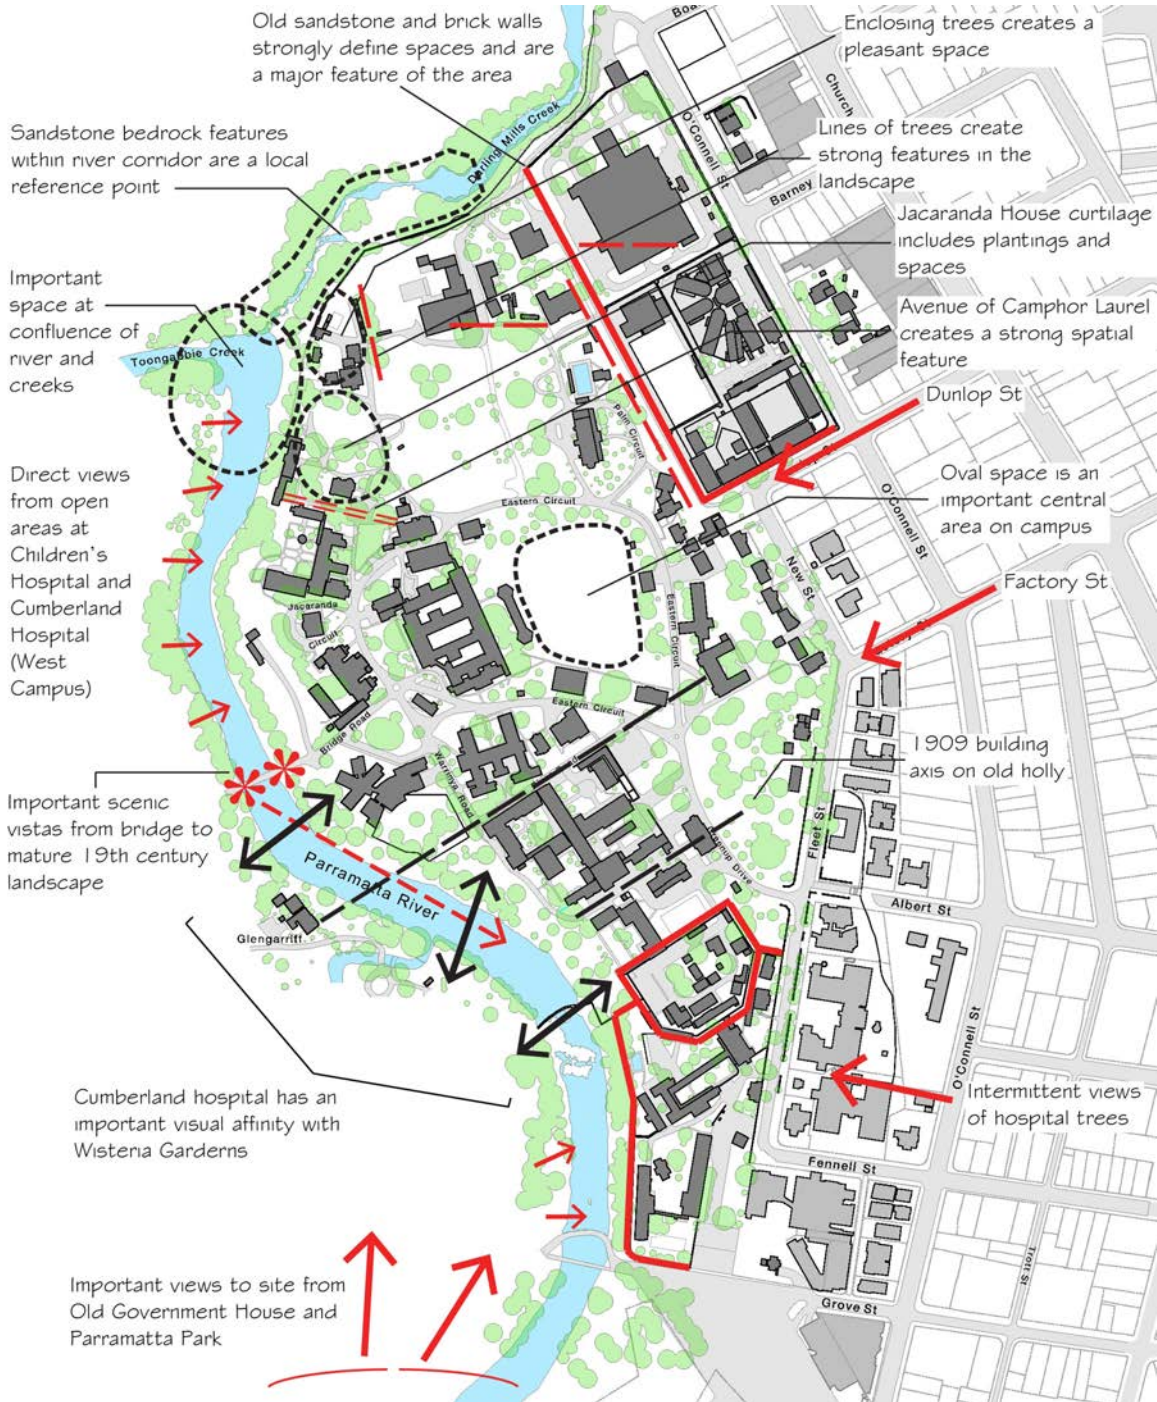 Old sandstone and brick walls
strongly define spaces and are
a major feature of the area
Enclosing trees creates a
pleasant space
Sandstone bedrock features
within river corridor are a local
reference point
Lines of trees create
strong features in the
landscape
Jacaranda House curtilage
includes plantings and
spaces
Important
space at
confluence of
river and
creeks
Avenue of Camphor Laurel
creates a strong spatial
feature
Dunlop St
Direct views
from open
areas at
Children's
Hospital and
Cumberland
Hospital
(West
Campus)
Oval space is an
important central
area on campus
Factory St
1909 building
axis on old holly
Important scenic
vistas from bridge to
mature 19th century
landscape
Cumberland hospital has an
important visual affinity with
Wisteria Garderns
Intermittent views
of hospital trees
Important views to site from
Old Government House and
Parramatta Park
Darling Mills Creek
O'Connell St
Church
Barney
Toongabbie Creek
Palm Circuit
Eastern Circuit
O'Connell St
New St
Eastern Circuit
Jacaranda
Circuit
Eastern Circuit
Bridge Road
Warrinya Road
Fleet St
Drive
Parramatta River
Albert St
Glengarriff
O'Connell St
Fennell St
Trott St
Grove St